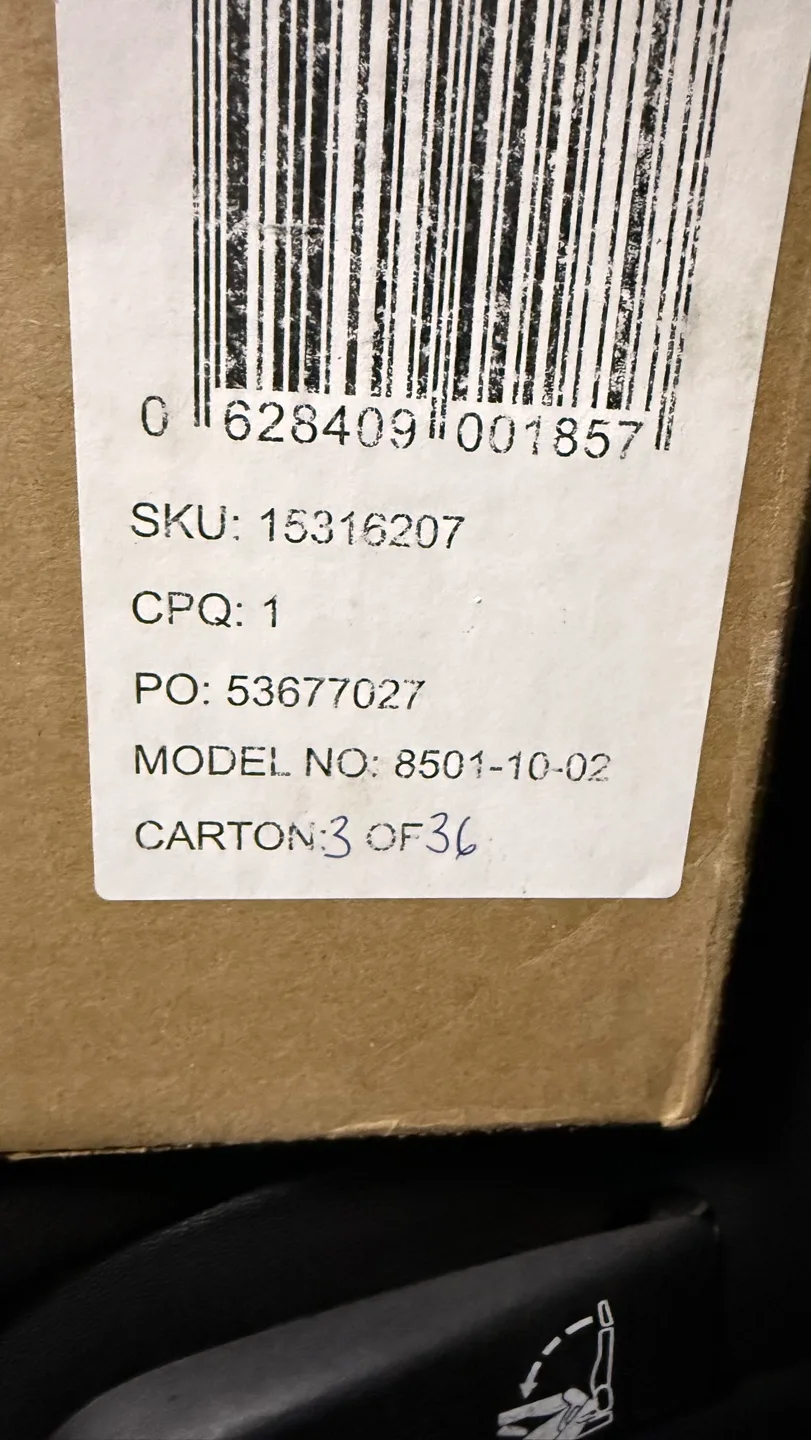 0 628409 001857
SKU: 15316207
CPQ: 1
PO: 53677027
MODEL NO: 8501-10-02
CARTON:3 OF 36